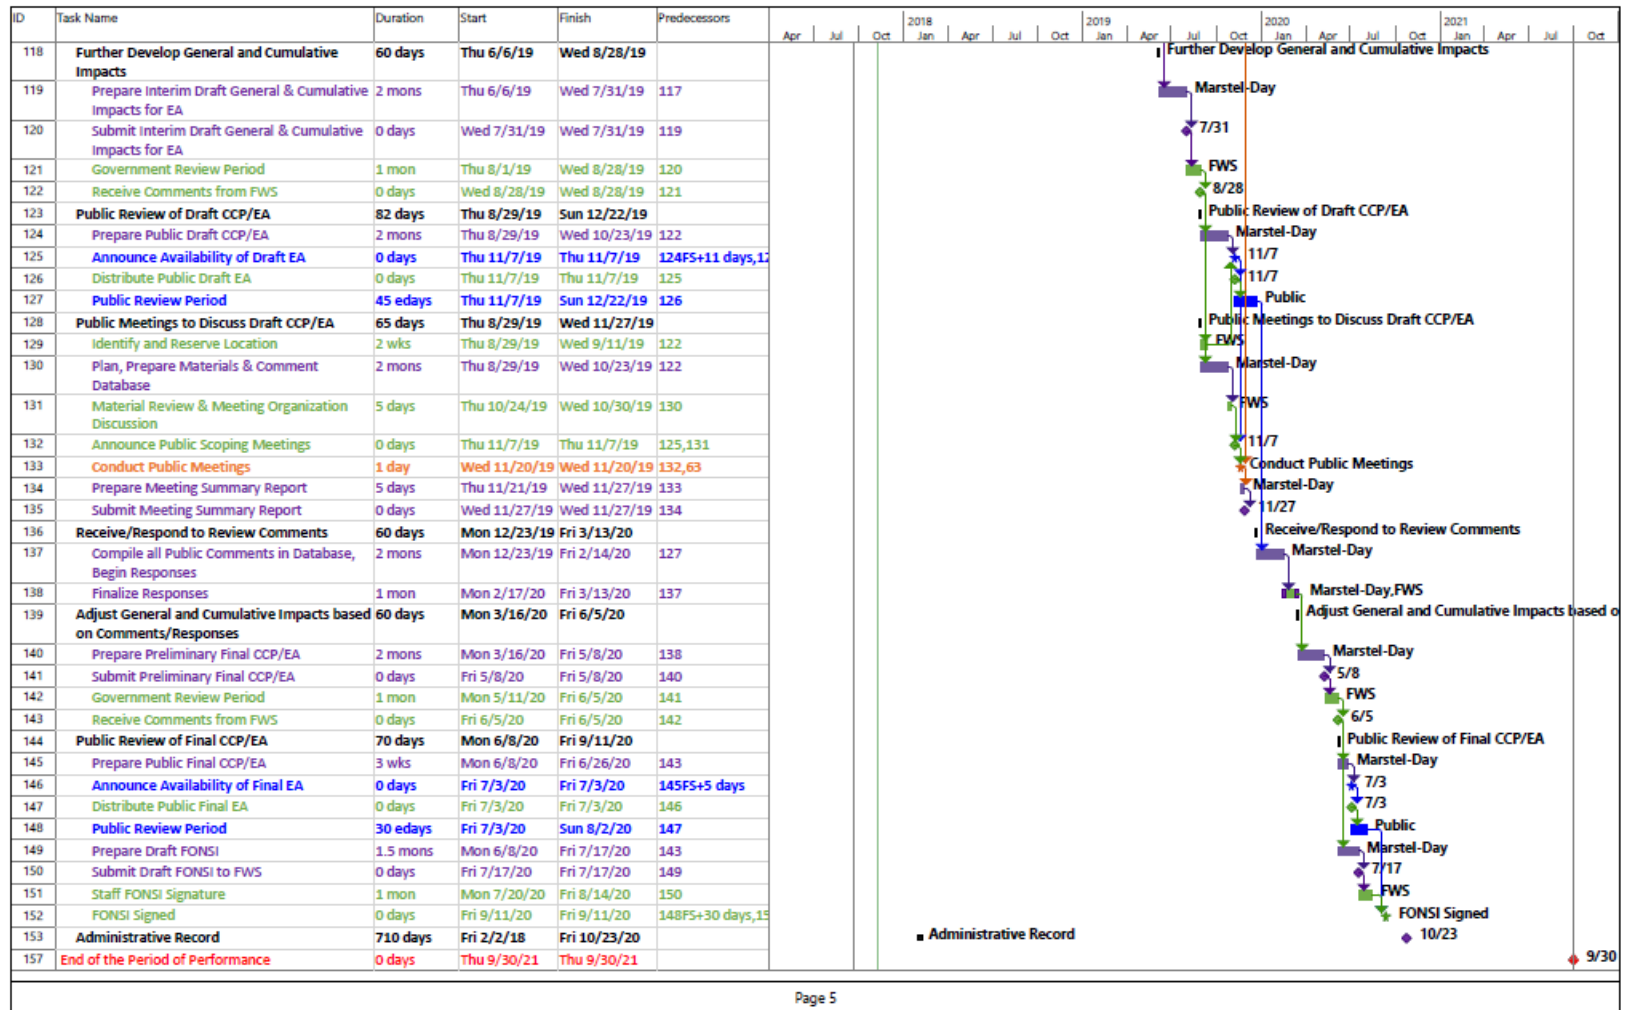 ID Task Name Duration Start Finish Predecessors
2018 2019 2020 2021
Apr Jul Oct Jan Apr Jul Oct Jan Apr Jul Oct Jan Apr Jul Oct Jan Apr Jul Oct
118 Further Develop General and Cumulative 60 days Thu 6/6/19 Wed 8/28/19 Further Develop General and Cumulative Impacts
Impacts
119 Prepare Interim Draft General & Cumulative 2 mons Thu 6/6/19 Wed 7/31/19 117 Marstel-Day
Impacts for EA
120 Submit Interim Draft General & Cumulative 0 days Wed 7/31/19 Wed 7/31/19 119 7/31
Impacts for EA
121 Government Review Period 1 mon Thu 8/1/19 Wed 8/28/19 120 FWS
122 Receive Comments from FWS 0 days Wed 8/28/19 Wed 8/28/19 121 8/28
123 Public Review of Draft CCP/EA 82 days Thu 8/29/19 Sun 12/22/19 Public Review of Draft CCP/EA
124 Prepare Public Draft CCP/EA 2 mons Thu 8/29/19 Wed 10/23/19 122 Marstel-Day
125 Announce Availability of Draft EA 0 days Thu 11/7/19 Thu 11/7/19 124FS+11 days,12 11/7
126 Distribute Public Draft EA 0 days Thu 11/7/19 Thu 11/7/19 125 11/7
127 Public Review Period 45 edays Thu 11/7/19 Sun 12/22/19 126 Public
128 Public Meetings to Discuss Draft CCP/EA 65 days Thu 8/29/19 Wed 11/27/19 Public Meetings to Discuss Draft CCP/EA
129 Identify and Reserve Location 2 wks Thu 8/29/19 Wed 9/11/19 122 FWS
130 Plan, Prepare Materials & Comment 2 mons Thu 8/29/19 Wed 10/23/19 122 Marstel-Day
Database
131 Material Review & Meeting Organization 5 days Thu 10/24/19 Wed 10/30/19 130 FWS
Discussion
132 Announce Public Scoping Meetings 0 days Thu 11/7/19 Thu 11/7/19 125,131 11/7
133 Conduct Public Meetings 1 day Wed 11/20/19 Wed 11/20/19 132,63 Conduct Public Meetings
134 Prepare Meeting Summary Report 5 days Thu 11/21/19 Wed 11/27/19 133 Marstel-Day
135 Submit Meeting Summary Report 0 days Wed 11/27/19 Wed 11/27/19 134 11/27
136 Receive/Respond to Review Comments 60 days Mon 12/23/19 Fri 3/13/20 Receive/Respond to Review Comments
137 Compile all Public Comments in Database, 2 mons Mon 12/23/19 Fri 2/14/20 127 Marstel-Day
Begin Responses
138 Finalize Responses 1 mon Mon 2/17/20 Fri 3/13/20 137 Marstel-Day,FWS
139 Adjust General and Cumulative Impacts based 60 days Mon 3/16/20 Fri 6/5/20 Adjust General and Cumulative Impacts based o
on Comments/Responses
140 Prepare Preliminary Final CCP/EA 2 mons Mon 3/16/20 Fri 5/8/20 138 Marstel-Day
141 Submit Preliminary Final CCP/EA 0 days Fri 5/8/20 Fri 5/8/20 140 5/8
142 Government Review Period 1 mon Mon 5/11/20 Fri 6/5/20 141 FWS
143 Receive Comments from FWS 0 days Fri 6/5/20 Fri 6/5/20 142 6/5
144 Public Review of Final CCP/EA 70 days Mon 6/8/20 Fri 9/11/20 Public Review of Final CCP/EA
145 Prepare Public Final CCP/EA 3 wks Mon 6/8/20 Fri 6/26/20 143 Marstel-Day
146 Announce Availability of Final EA 0 days Fri 7/3/20 Fri 7/3/20 145FS+5 days 7/3
147 Distribute Public Final EA 0 days Fri 7/3/20 Fri 7/3/20 146 7/3
148 Public Review Period 30 edays Fri 7/3/20 Sun 8/2/20 147 Public
149 Prepare Draft FONSI 1.5 mons Mon 6/8/20 Fri 7/17/20 143 Marstel-Day
150 Submit Draft FONSI to FWS 0 days Fri 7/17/20 Fri 7/17/20 149 7/17
151 Staff FONSI Signature 1 mon Mon 7/20/20 Fri 8/14/20 150 FWS
152 FONSI Signed 0 days Fri 9/11/20 Fri 9/11/20 148FS+30 days,15 FONSI Signed
153 Administrative Record 710 days Fri 2/2/18 Fri 10/23/20 Administrative Record 10/23
157 End of the Period of Performance 0 days Thu 9/30/21 Thu 9/30/21 9/30
Page 5